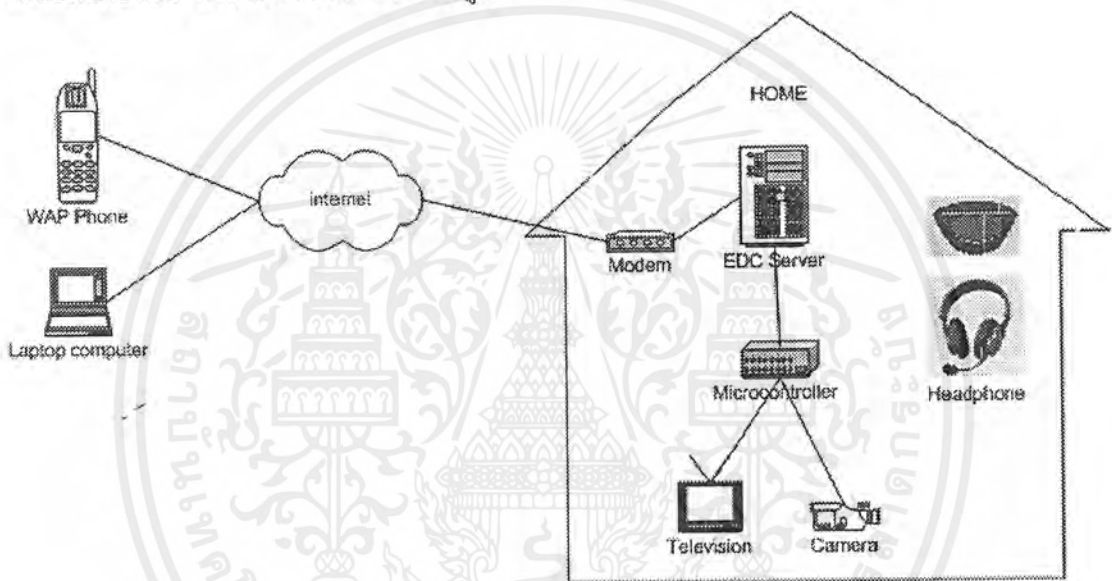 HOME
internet
WAP Phone
Modem
EDC Server
Laptop computer
Microcontroller
Headphone
Television
Camera